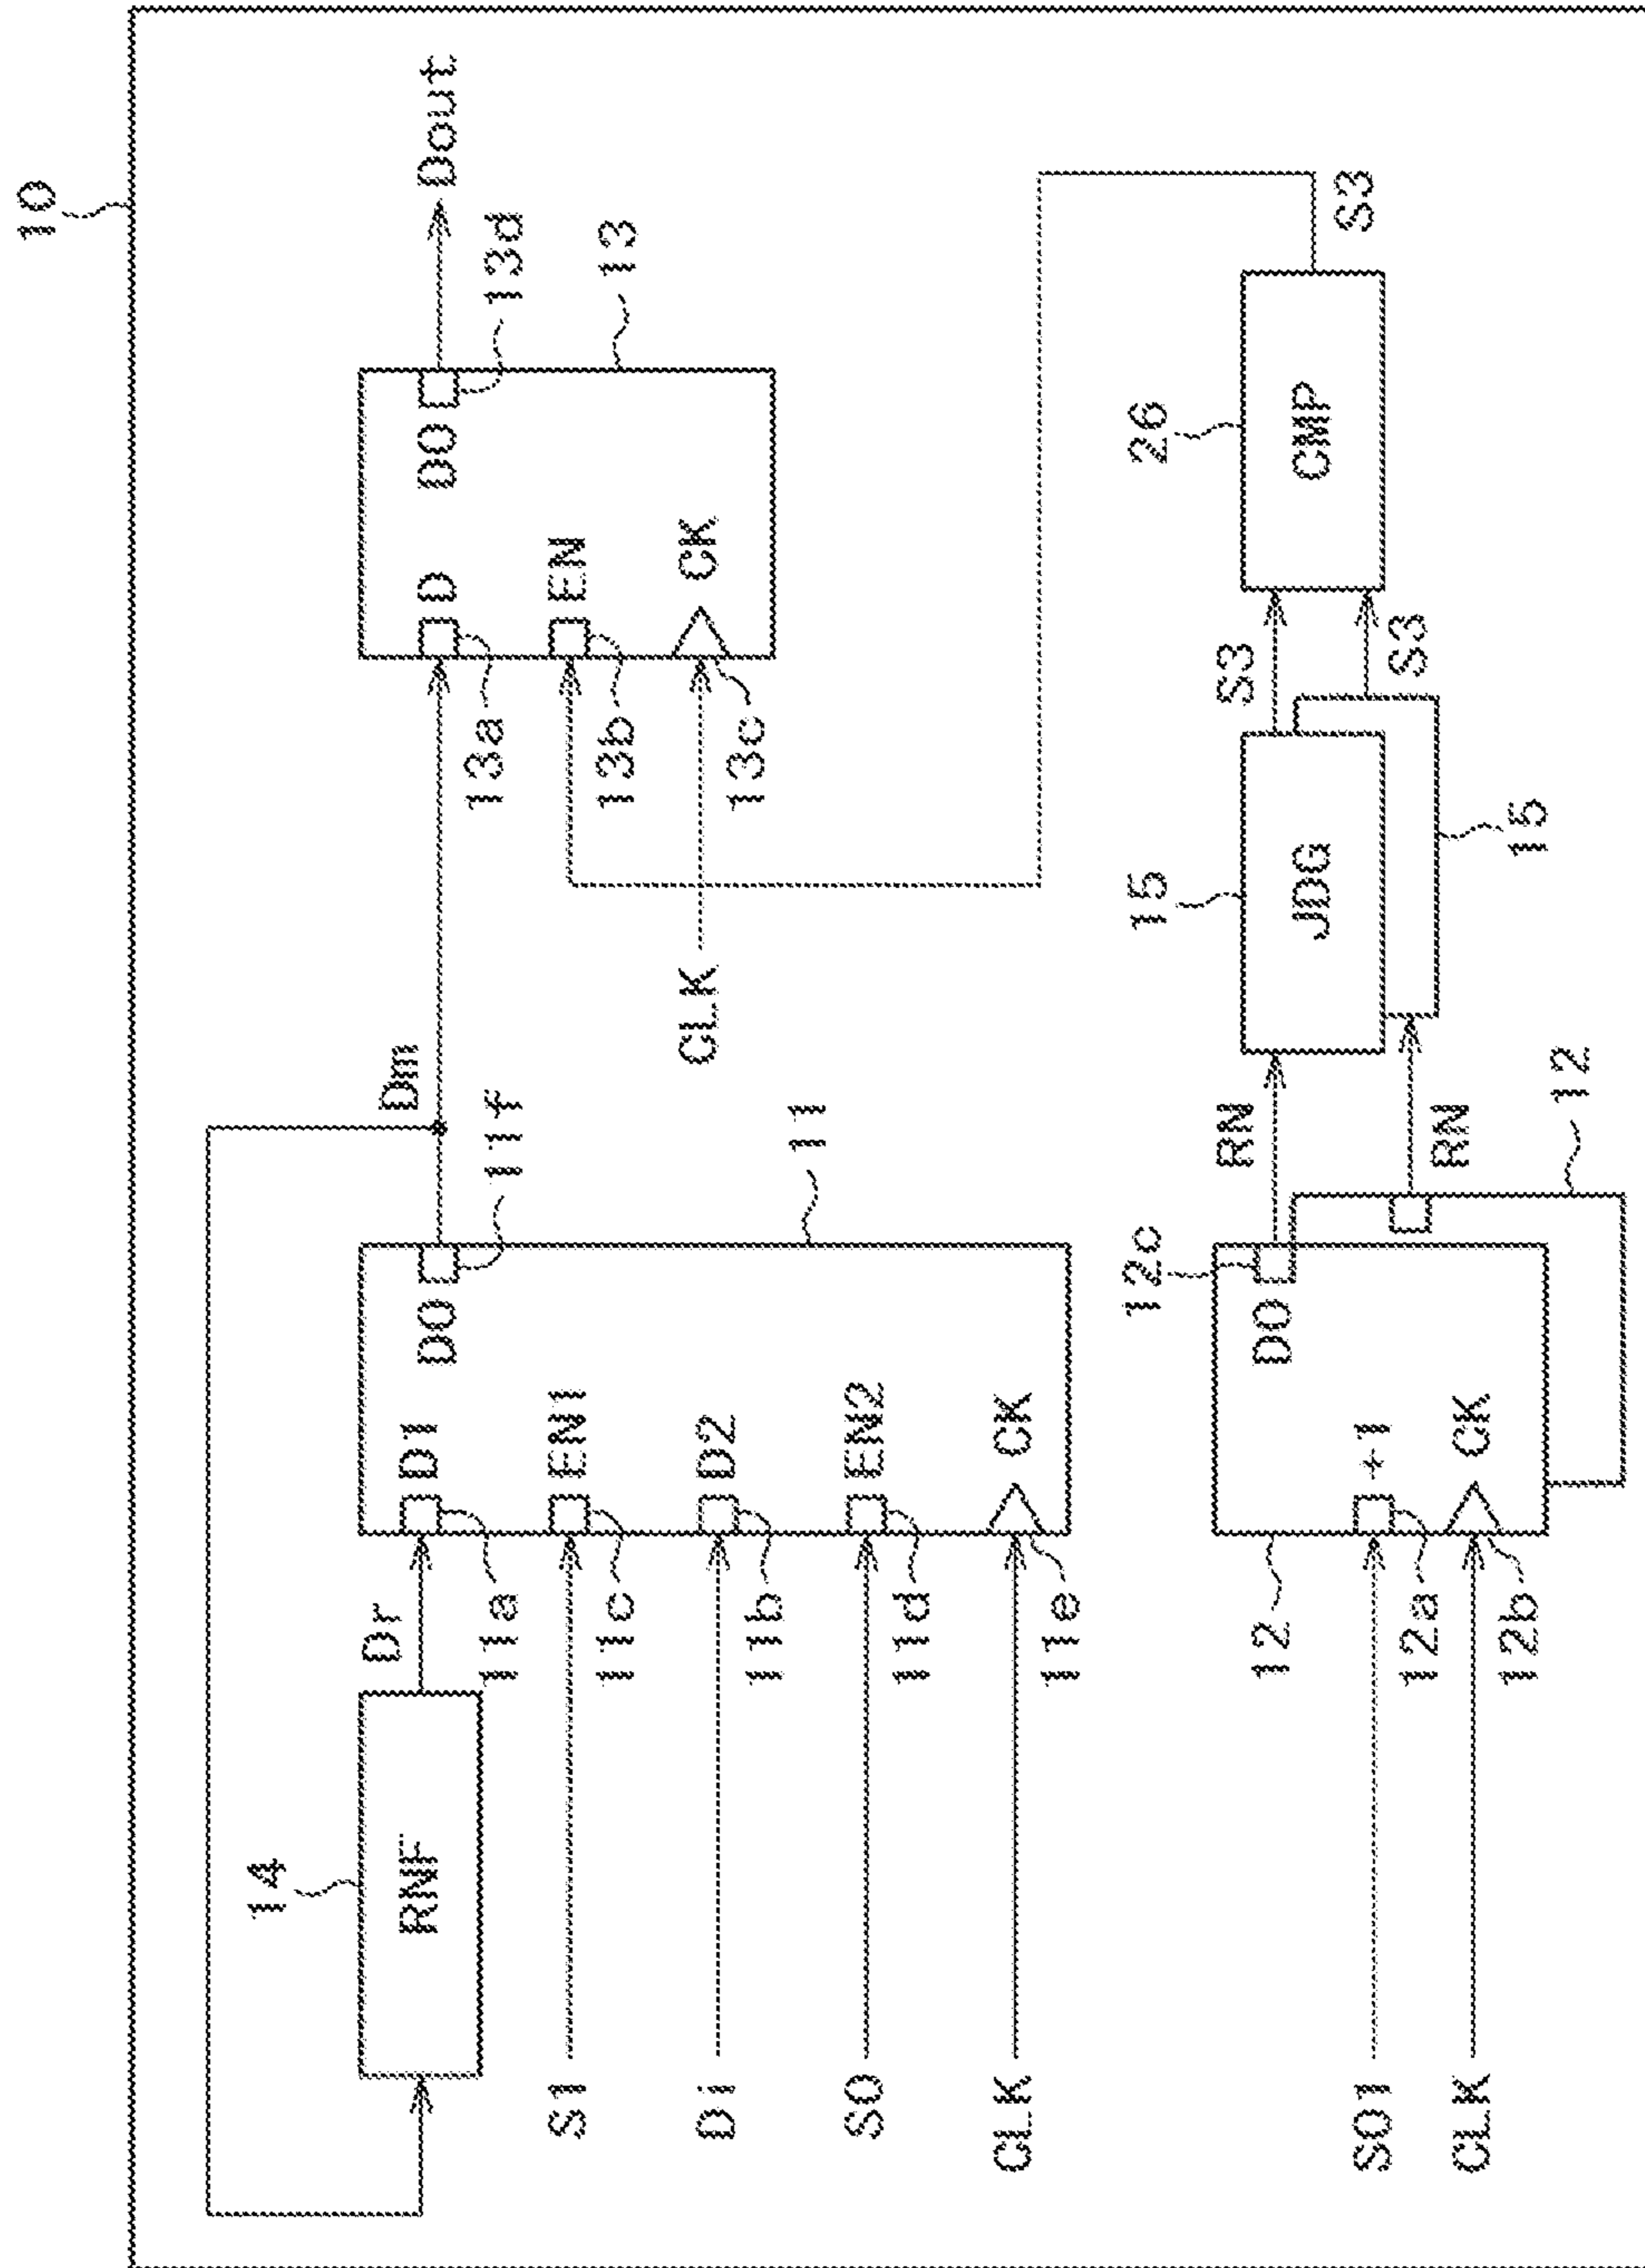 10
14
RNF
Dr
Dm
D1
DO
11a
11f
S1
EN1
11c
Di
D2
11b
S0
EN2
11d
CLK
CK
11e
11
D
DO
Dout
13a
13d
EN
13b
CLK
CK
13c
13
S01
+1
12a
CLK
CK
12b
12
DO
12c
12
RN
RN
15
JDG
15
S3
S3
26
CMP
S3